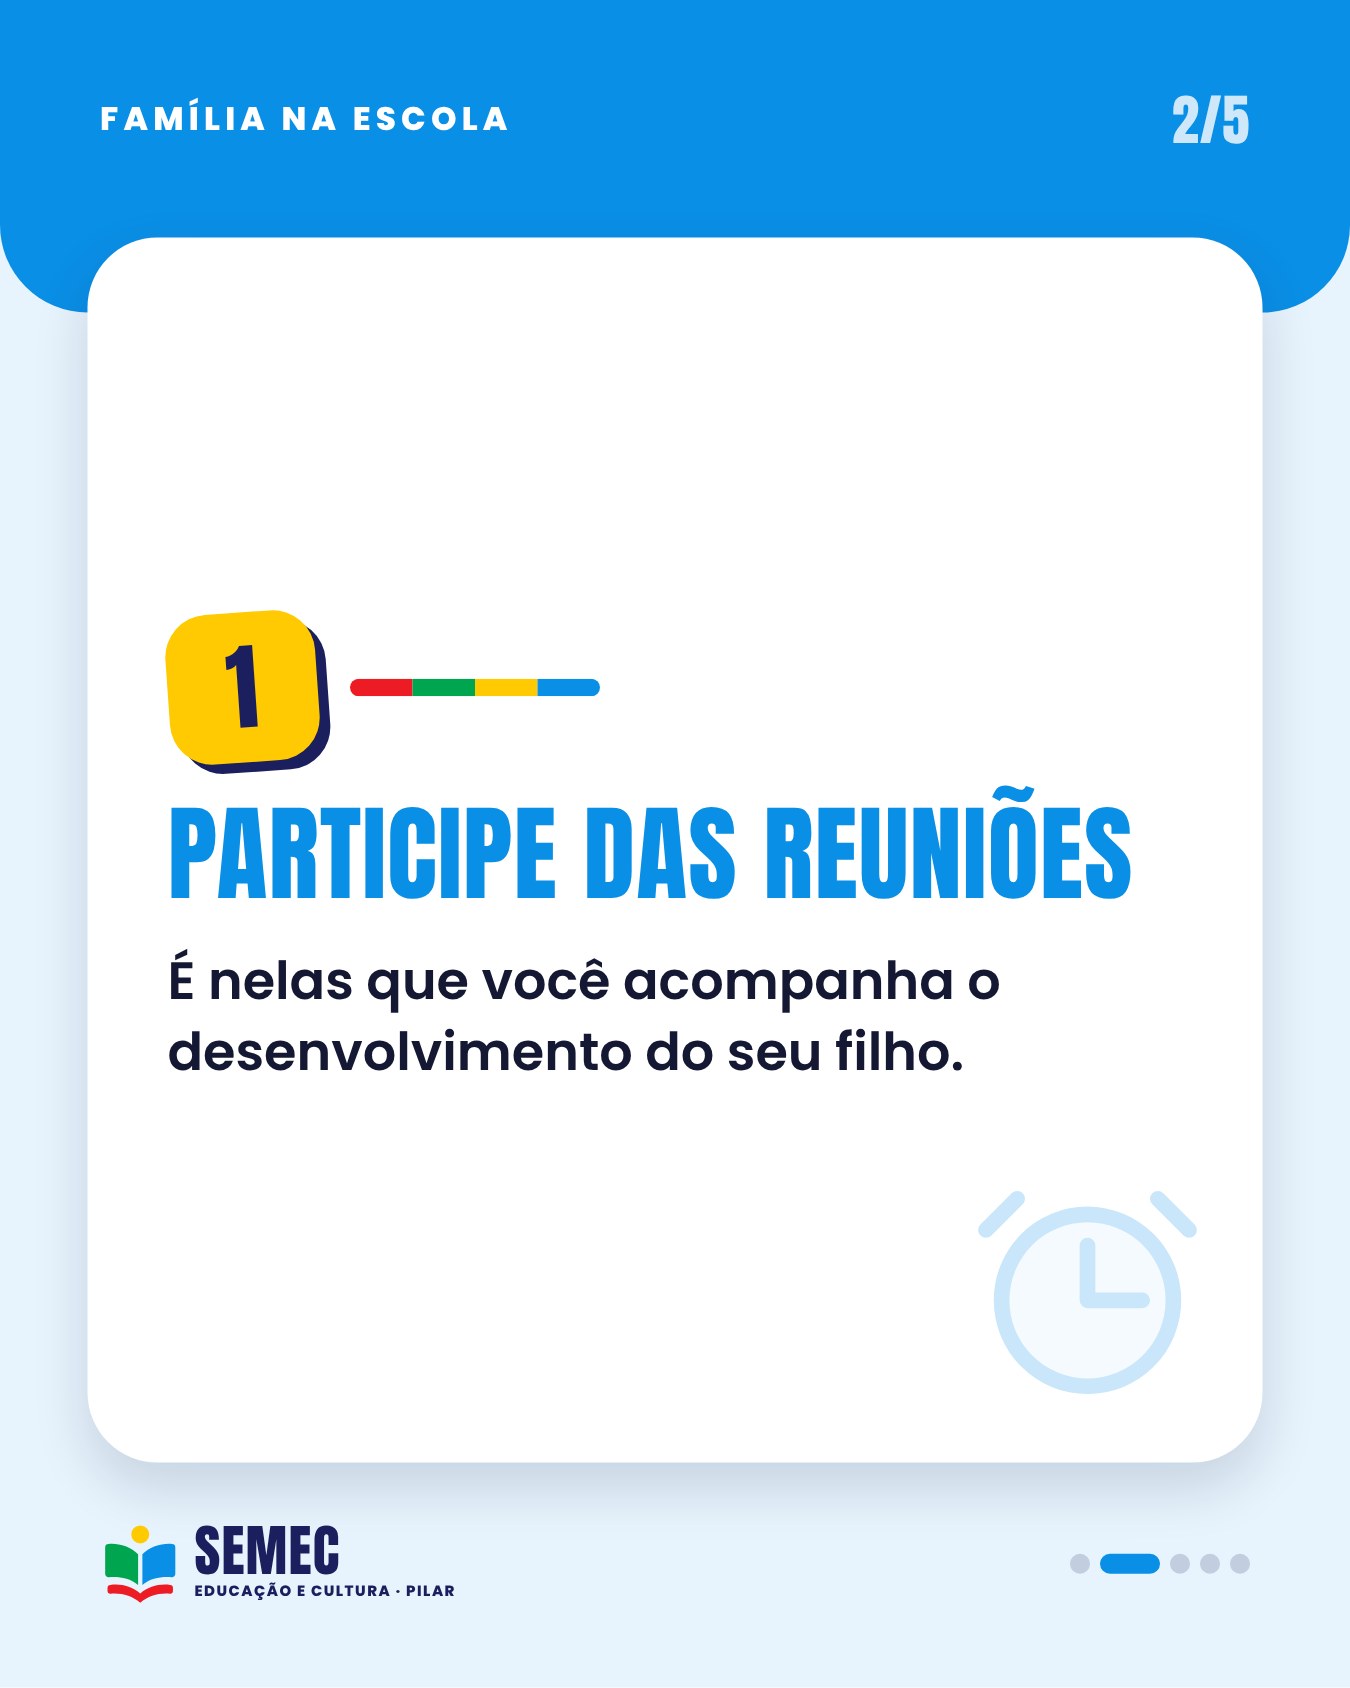 FAMÍLIA NA ESCOLA
2/5
1
PARTICIPE DAS REUNIÕES
É nelas que você acompanha o
desenvolvimento do seu filho.
SEMEC
EDUCAÇÃO E CULTURA · PILAR